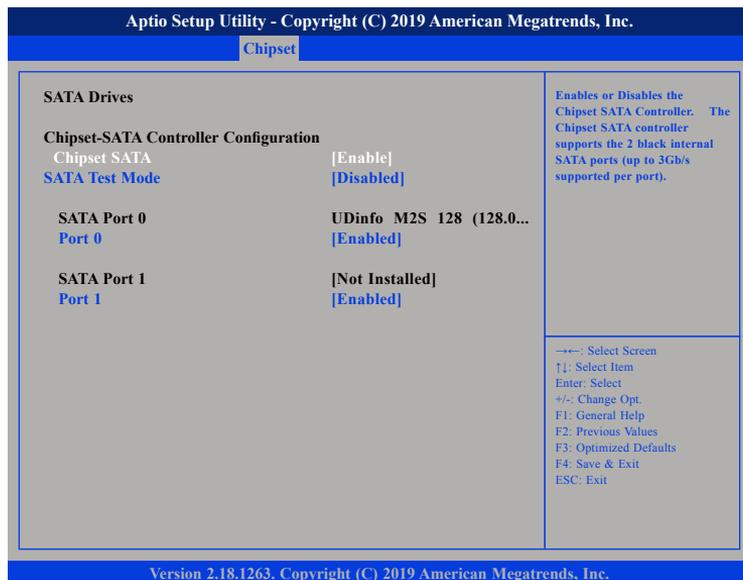 Aptio Setup Utility - Copyright (C) 2019 American Megatrends, Inc.
Chipset
SATA Drives
Chipset-SATA Controller Configuration
Chipset SATA [Enable]
SATA Test Mode [Disabled]
SATA Port 0 UDinfo M2S 128 (128.0...
Port 0 [Enabled]
SATA Port 1 [Not Installed]
Port 1 [Enabled]
Enables or Disables the
Chipset SATA Controller. The
Chipset SATA controller
supports the 2 black internal
SATA ports (up to 3Gb/s
supported per port).
→←: Select Screen
↑↓: Select Item
Enter: Select
+/-: Change Opt.
F1: General Help
F2: Previous Values
F3: Optimized Defaults
F4: Save & Exit
ESC: Exit
Version 2.18.1263. Copyright (C) 2019 American Megatrends, Inc.